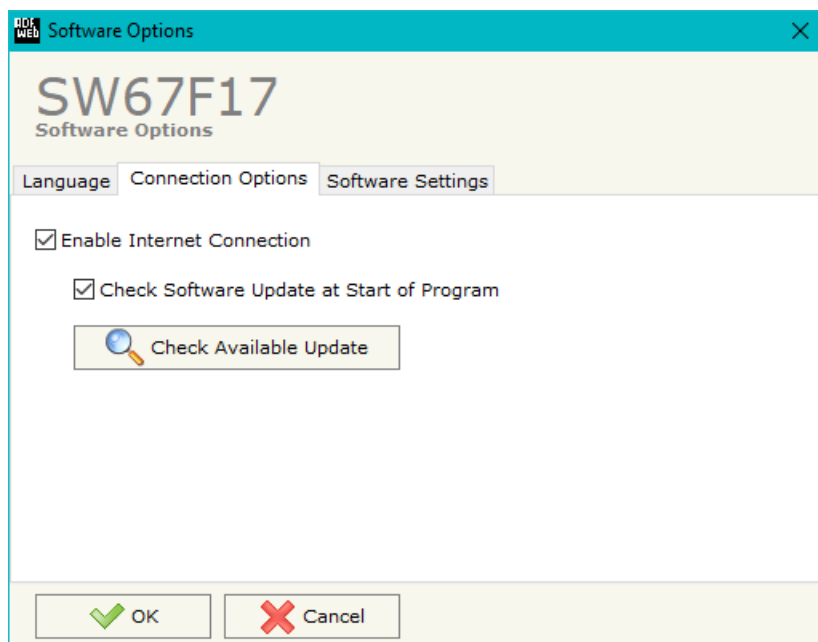 ADF
WEB
Software Options
SW67F17
Software Options
Language
Connection Options
Software Settings
Enable Internet Connection
Check Software Update at Start of Program
Check Available Update
OK
Cancel